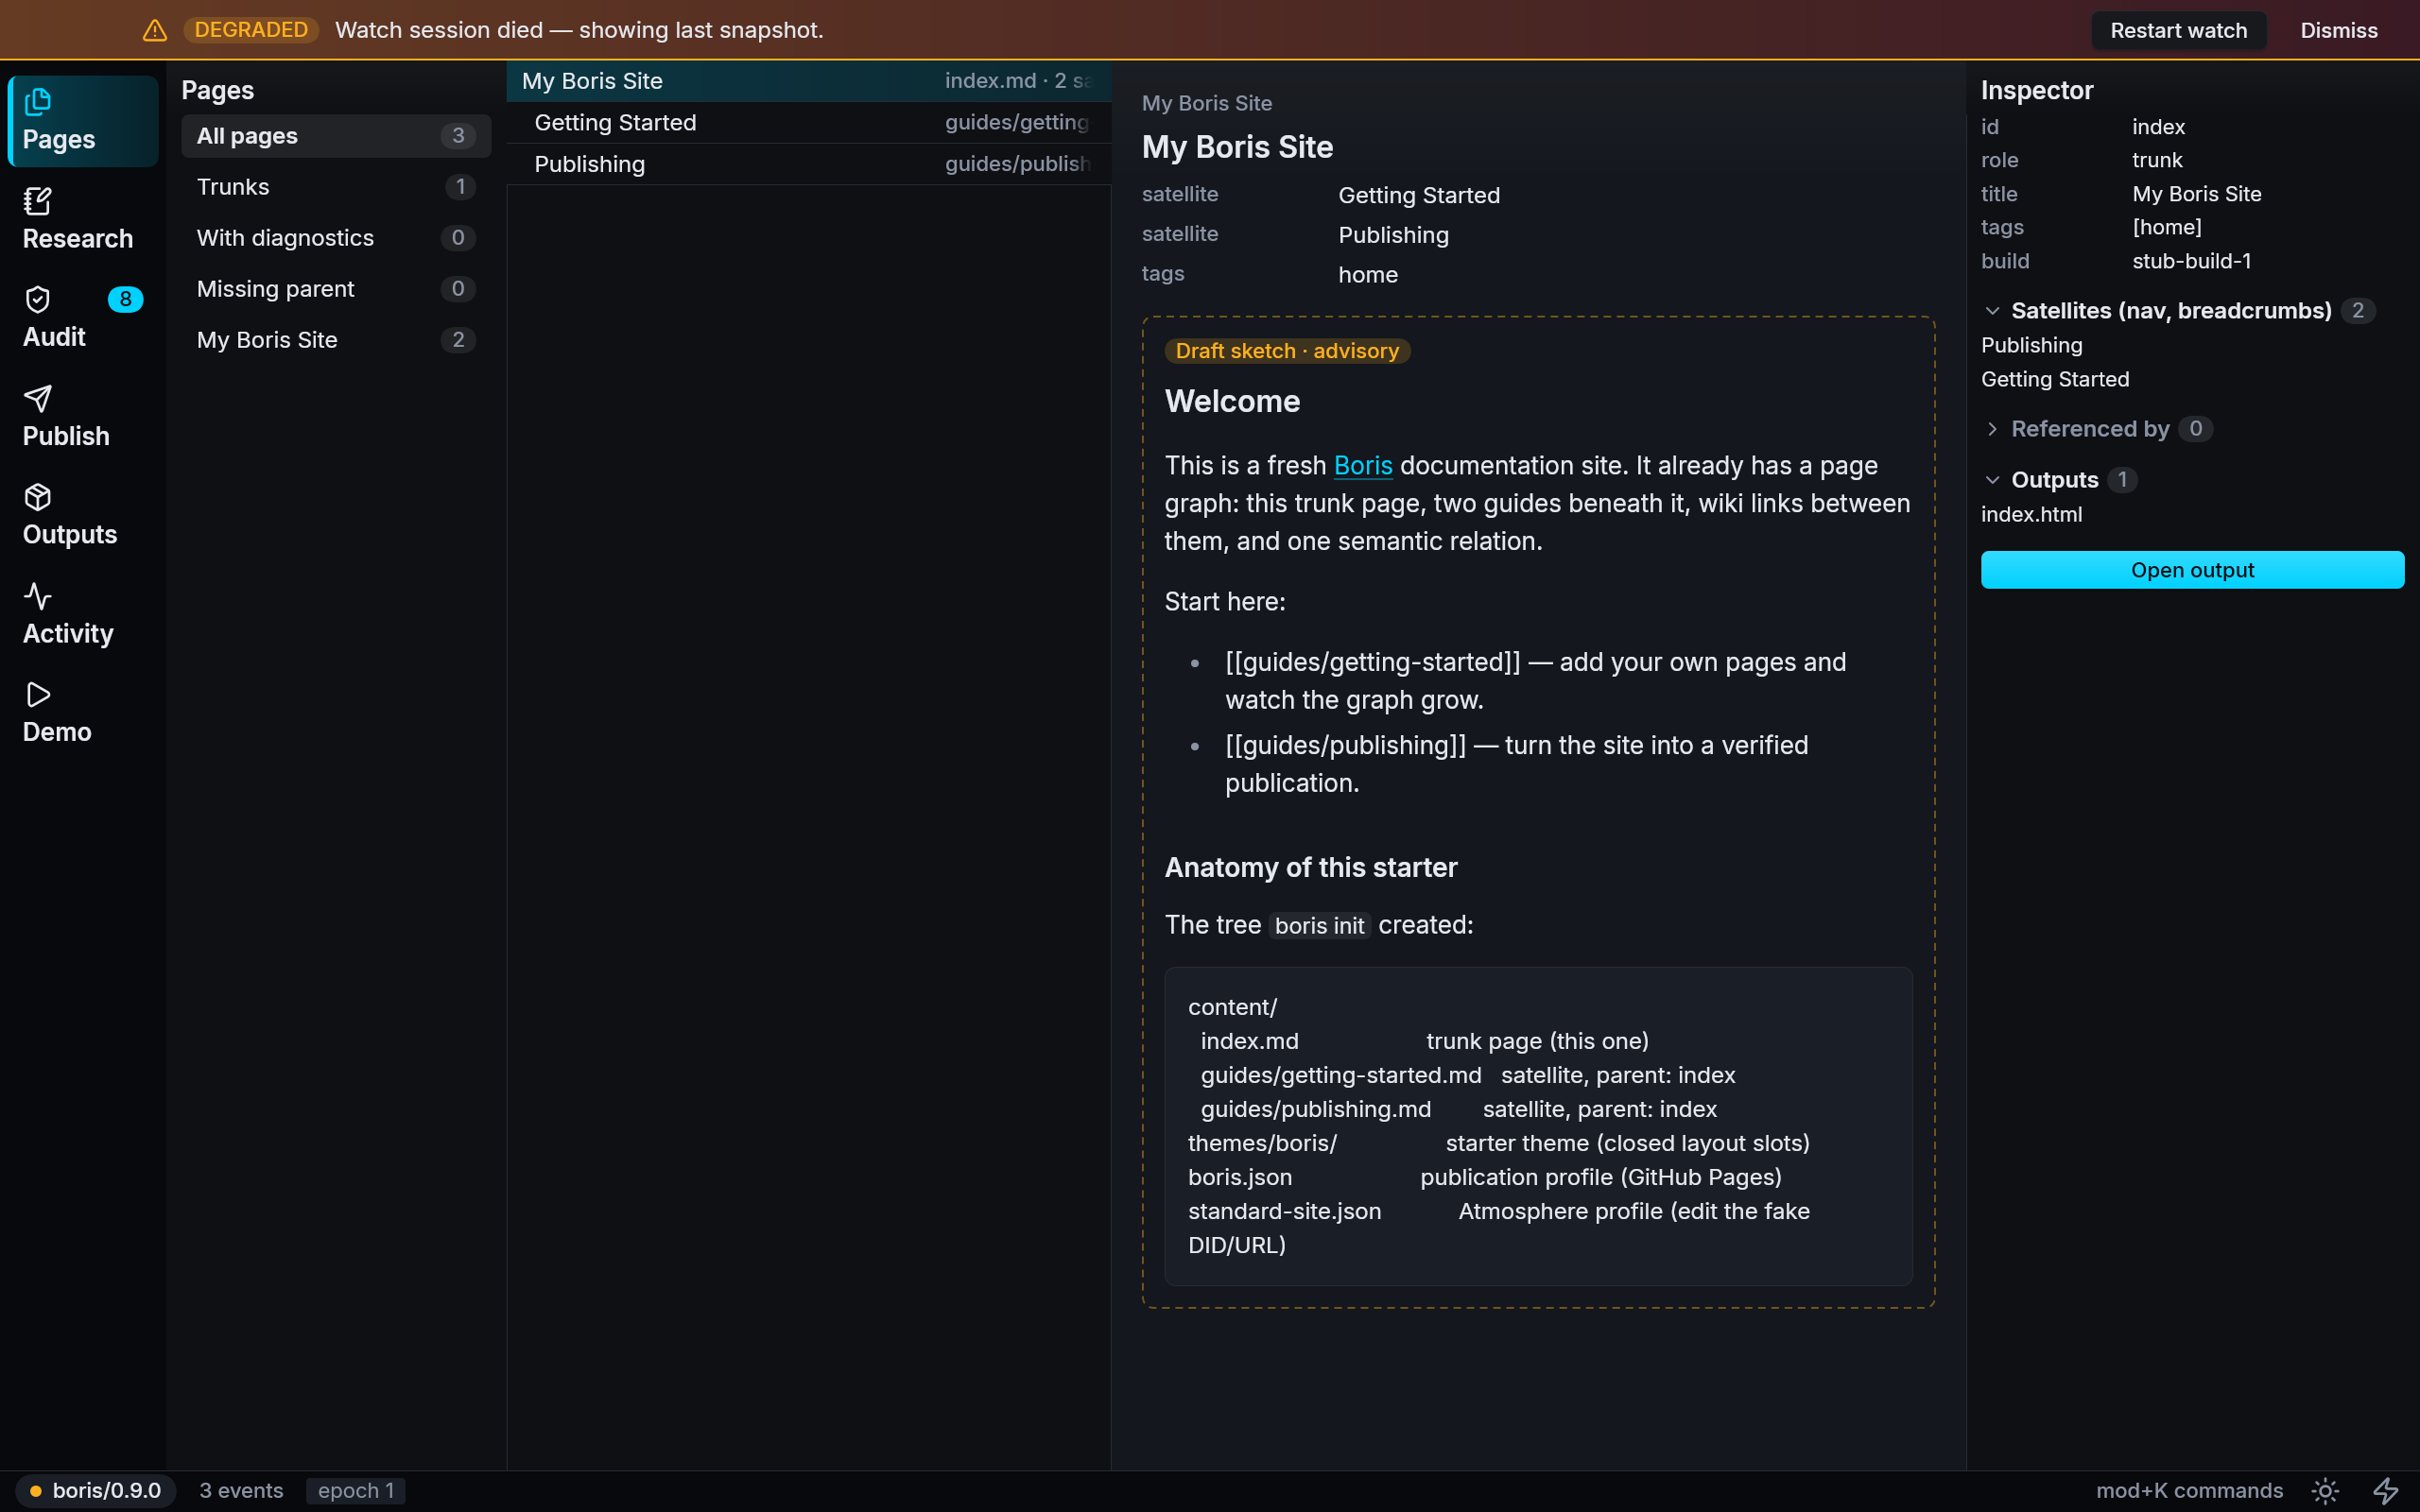 DEGRADED Watch session died — showing last snapshot. Restart watch Dismiss
Pages
Research
8
Audit
Publish
Outputs
Activity
Demo
Pages
All pages 3
Trunks 1
With diagnostics 0
Missing parent 0
My Boris Site 2
My Boris Site index.md · 2 sa
Getting Started guides/getting
Publishing guides/publish
My Boris Site
My Boris Site
satellite Getting Started
satellite Publishing
tags home
Draft sketch · advisory
Welcome
This is a fresh Boris documentation site. It already has a page
graph: this trunk page, two guides beneath it, wiki links between
them, and one semantic relation.
Start here:
• [[guides/getting-started]] — add your own pages and
watch the graph grow.
• [[guides/publishing]] — turn the site into a verified
publication.
Anatomy of this starter
The tree boris init created:
content/
index.md trunk page (this one)
guides/getting-started.md satellite, parent: index
guides/publishing.md satellite, parent: index
themes/boris/ starter theme (closed layout slots)
boris.json publication profile (GitHub Pages)
standard-site.json Atmosphere profile (edit the fake
DID/URL)
Inspector
id index
role trunk
title My Boris Site
tags [home]
build stub-build-1
Satellites (nav, breadcrumbs) 2
Publishing
Getting Started
Referenced by 0
Outputs 1
index.html
Open output
boris/0.9.0 3 events epoch 1 mod+K commands